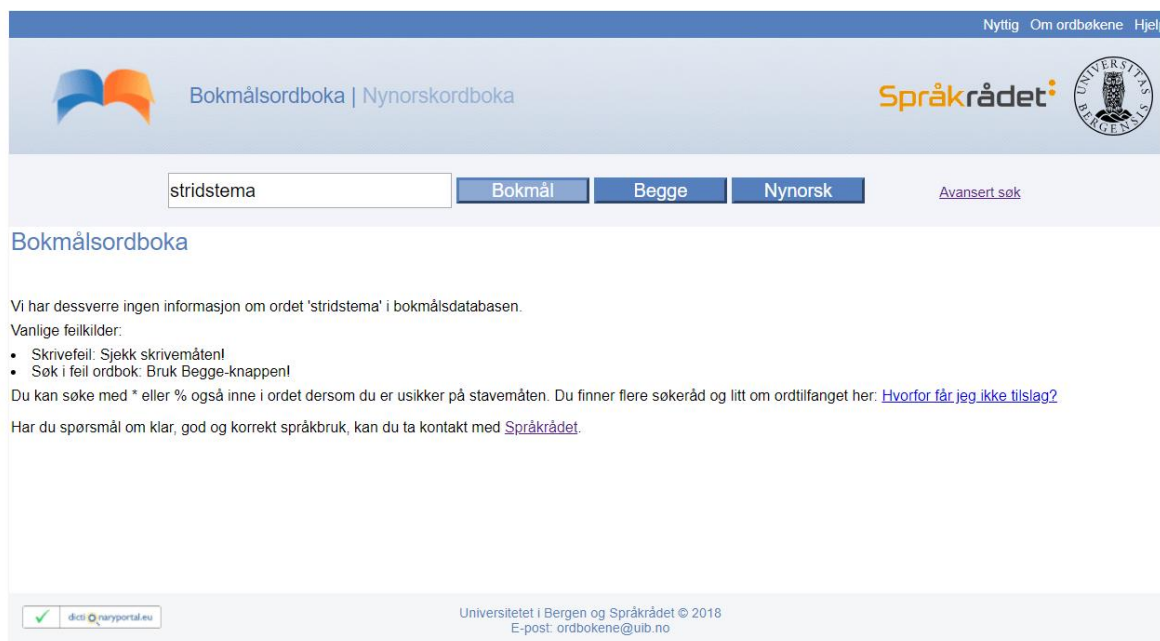 Nyttig Om ordbøkene Hjelp
Bokmålsordboka | Nynorskordboka
Språkrådet
UNIVERSITAS BERGENSIS
stridstema
Bokmål Begge Nynorsk Avansert søk
Bokmålsordboka
Vi har dessverre ingen informasjon om ordet 'stridstema' i bokmålsdatabasen.
Vanlige feilkilder:
• Skrivefeil: Sjekk skrivemåten!
• Søk i feil ordbok: Bruk Begge-knappen!
Du kan søke med * eller % også inne i ordet dersom du er usikker på stavemåten. Du finner flere søkeråd og litt om ordtilfanget her: Hvorfor får jeg ikke tilslag?
Har du spørsmål om klar, god og korrekt språkbruk, kan du ta kontakt med Språkrådet.
dictionaryportal.eu
Universitetet i Bergen og Språkrådet © 2018
E-post: ordbokene@uib.no